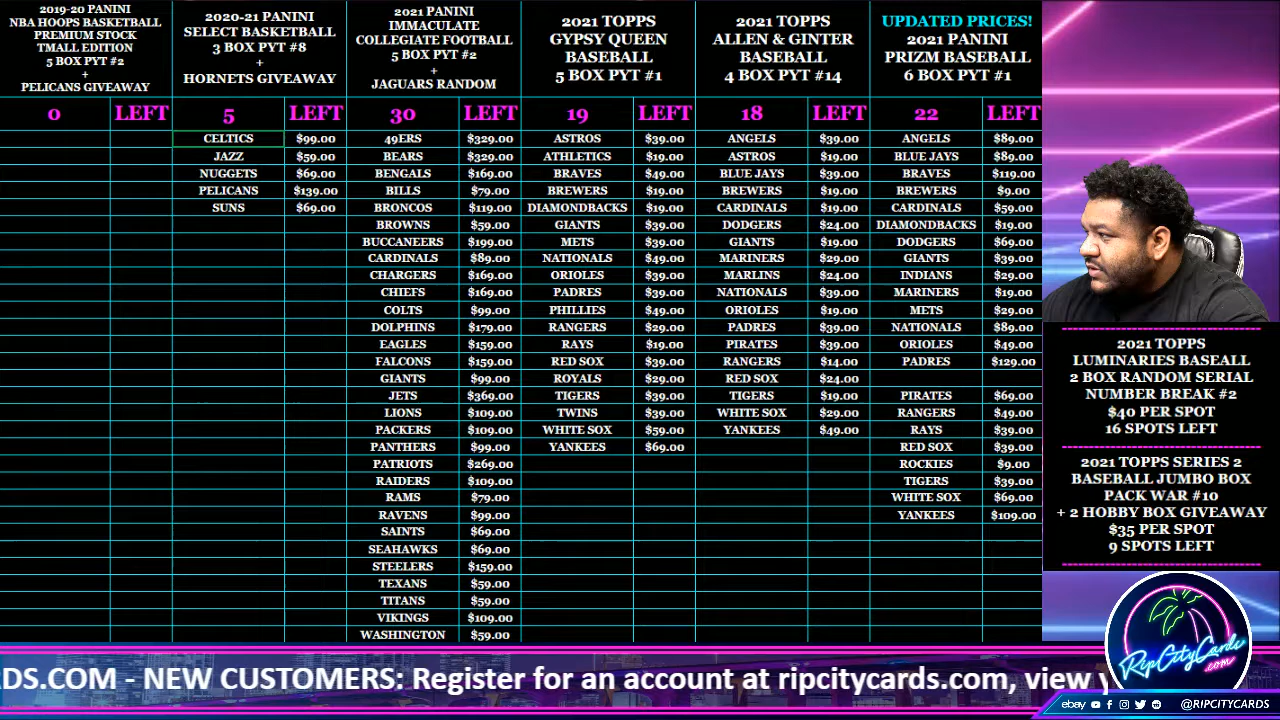 2019-20 PANINI
NBA HOOPS BASKETBALL
PREMIUM STOCK
TMALL EDITION
5 BOX PYT #2
+
PELICANS GIVEAWAY
0 LEFT
2020-21 PANINI
SELECT BASKETBALL
3 BOX PYT #8
+
HORNETS GIVEAWAY
5 LEFT
CELTICS $99.00
JAZZ $59.00
NUGGETS $69.00
PELICANS $139.00
SUNS $69.00
2021 PANINI
IMMACULATE
COLLEGIATE FOOTBALL
5 BOX PYT #2
+
JAGUARS RANDOM
30 LEFT
49ERS $329.00
BEARS $329.00
BENGALS $169.00
BILLS $79.00
BRONCOS $119.00
BROWNS $59.00
BUCCANEERS $199.00
CARDINALS $89.00
CHARGERS $169.00
CHIEFS $169.00
COLTS $99.00
DOLPHINS $179.00
EAGLES $159.00
FALCONS $159.00
GIANTS $99.00
JETS $369.00
LIONS $109.00
PACKERS $109.00
PANTHERS $99.00
PATRIOTS $269.00
RAIDERS $109.00
RAMS $79.00
RAVENS $99.00
SAINTS $69.00
SEAHAWKS $69.00
STEELERS $159.00
TEXANS $59.00
TITANS $59.00
VIKINGS $109.00
WASHINGTON $59.00
2021 TOPPS
GYPSY QUEEN
BASEBALL
5 BOX PYT #1
19 LEFT
ASTROS $39.00
ATHLETICS $19.00
BRAVES $49.00
BREWERS $19.00
DIAMONDBACKS $19.00
GIANTS $39.00
METS $39.00
NATIONALS $49.00
ORIOLES $39.00
PADRES $39.00
PHILLIES $49.00
RANGERS $29.00
RAYS $19.00
RED SOX $39.00
ROYALS $29.00
TIGERS $39.00
TWINS $39.00
WHITE SOX $59.00
YANKEES $69.00
2021 TOPPS
ALLEN & GINTER
BASEBALL
4 BOX PYT #14
18 LEFT
ANGELS $39.00
ASTROS $19.00
BLUE JAYS $39.00
BREWERS $19.00
CARDINALS $19.00
DODGERS $24.00
GIANTS $19.00
MARINERS $29.00
MARLINS $24.00
NATIONALS $39.00
ORIOLES $19.00
PADRES $39.00
PIRATES $39.00
RANGERS $14.00
RED SOX $24.00
TIGERS $19.00
WHITE SOX $29.00
YANKEES $49.00
UPDATED PRICES!
2021 PANINI
PRIZM BASEBALL
6 BOX PYT #1
22 LEFT
ANGELS $89.00
BLUE JAYS $89.00
BRAVES $119.00
BREWERS $9.00
CARDINALS $59.00
DIAMONDBACKS $19.00
DODGERS $69.00
GIANTS $39.00
INDIANS $29.00
MARINERS $19.00
METS $29.00
NATIONALS $89.00
ORIOLES $49.00
PADRES $129.00
PIRATES $69.00
RANGERS $49.00
RAYS $39.00
RED SOX $39.00
ROCKIES $9.00
TIGERS $39.00
WHITE SOX $69.00
YANKEES $109.00
2021 TOPPS
LUMINARIES BASEALL
2 BOX RANDOM SERIAL
NUMBER BREAK #2
$40 PER SPOT
16 SPOTS LEFT
2021 TOPPS SERIES 2
BASEBALL JUMBO BOX
PACK WAR #10
+ 2 HOBBY BOX GIVEAWAY
$35 PER SPOT
9 SPOTS LEFT
RipCityCards
.com
RDS.COM - NEW CUSTOMERS: Register for an account at ripcitycards.com, view y
ebay @RIPCITYCARDS